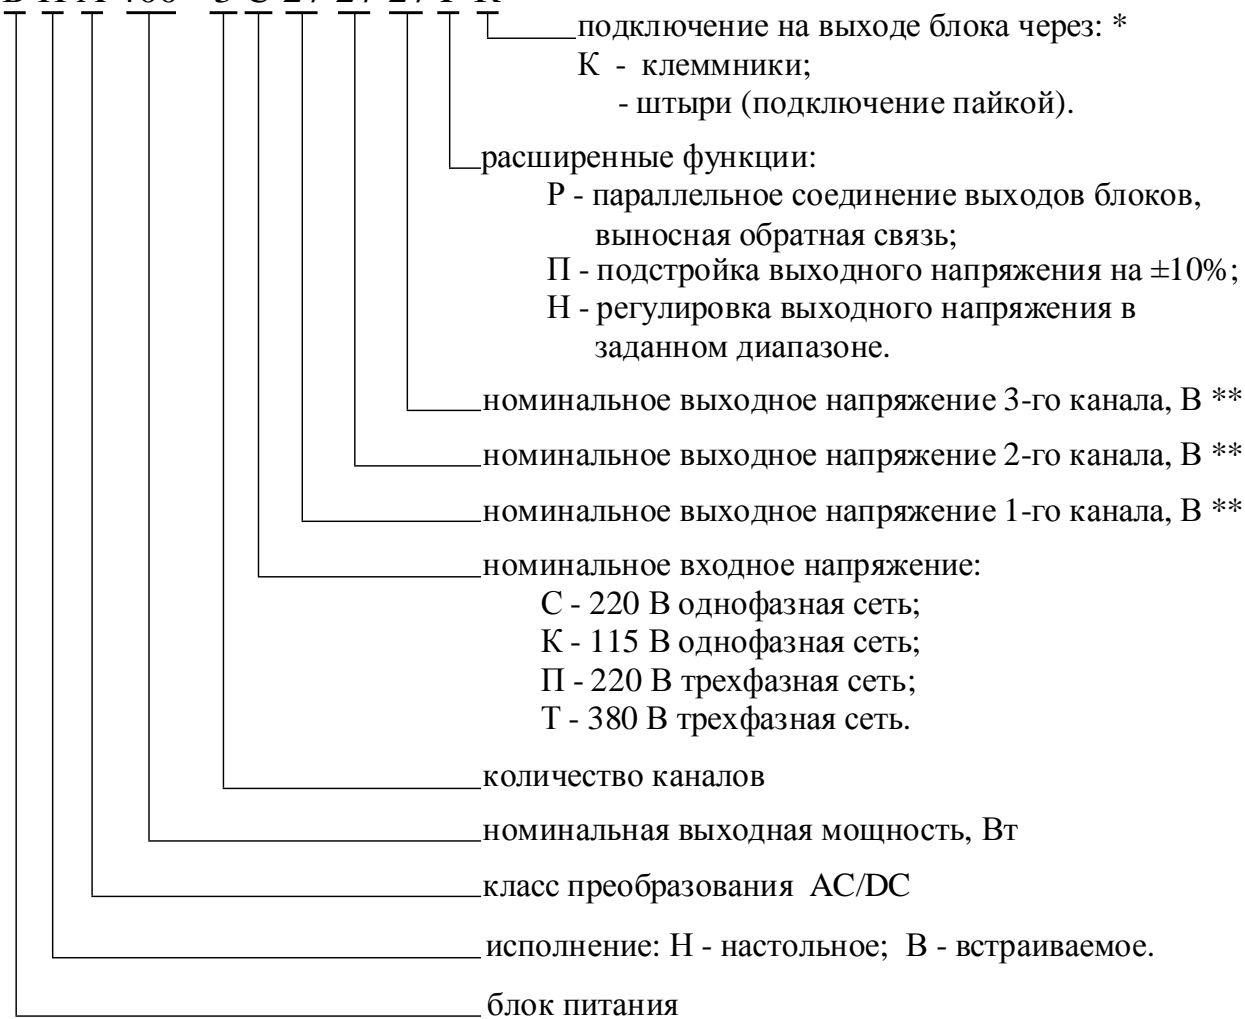 подключение на выходе блока через: *
К - клеммники;
- штыри (подключение пайкой).
расширенные функции:
Р - параллельное соединение выходов блоков,
выносная обратная связь;
П - подстройка выходного напряжения на ±10%;
Н - регулировка выходного напряжения в
заданном диапазоне.
номинальное выходное напряжение 3-го канала, В **
номинальное выходное напряжение 2-го канала, В **
номинальное выходное напряжение 1-го канала, В **
номинальное входное напряжение:
С - 220 В однофазная сеть;
К - 115 В однофазная сеть;
П - 220 В трехфазная сеть;
Т - 380 В трехфазная сеть.
количество каналов
номинальная выходная мощность, Вт
класс преобразования AC/DC
исполнение: Н - настольное; В - встраиваемое.
блок питания